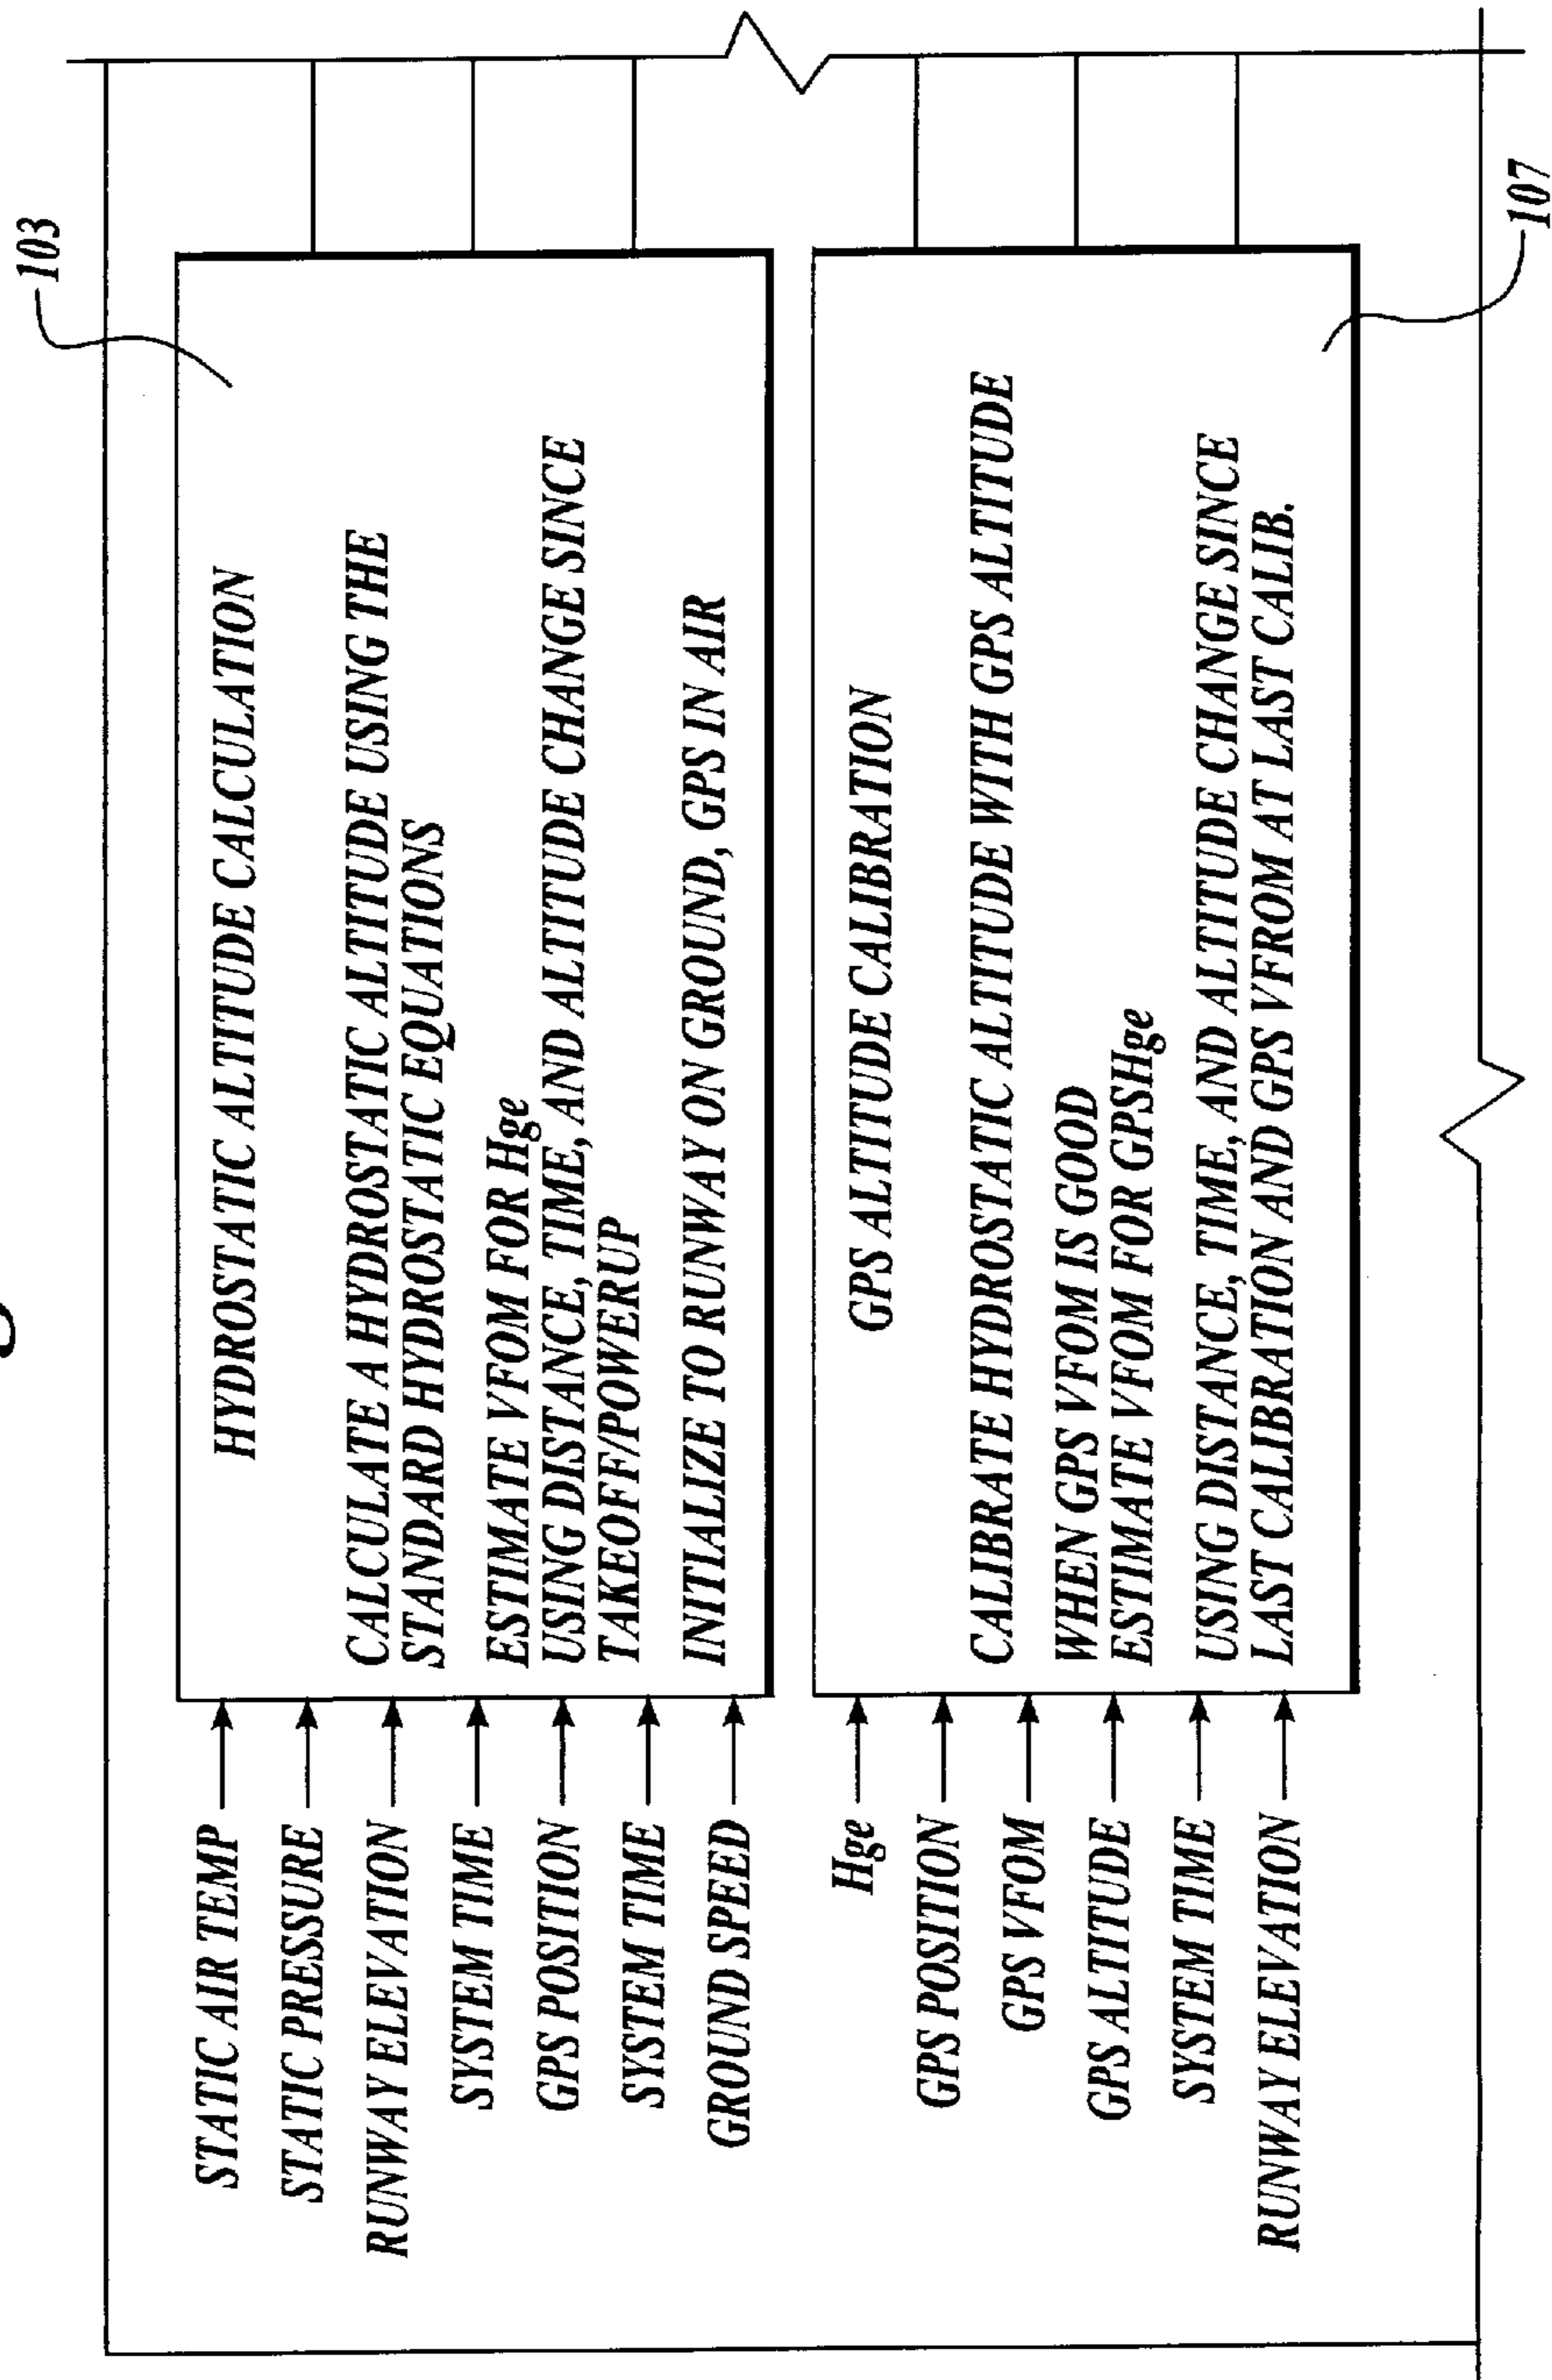 103
STATIC AIR TEMP
STATIC PRESSURE
RUNWAY ELEVATION
SYSTEM TIME
GPS POSITION
SYSTEM TIME
GROUND SPEED
HYDROSTATIC ALTITUDE CALCULATION
CALCULATE A HYDROSTATIC ALTITUDE USING THE
STANDARD HYDROSTATIC EQUATIONS
ESTIMATE VFOM FOR Hge
USING DISTANCE, TIME, AND ALTITUDE CHANGE SINCE
TAKEOFF/POWERUP
INITIALIZE TO RUNWAY ON GROUND, GPS IN AIR
Hge
GPS POSITION
GPS VFOM
GPS ALTITUDE
SYSTEM TIME
RUNWAY ELEVATION
GPS ALTITUDE CALIBRATION
CALIBRATE HYDROSTATIC ALTITUDE WITH GPS ALTITUDE
WHEN GPS VFOM IS GOOD
ESTIMATE VFOM FOR GPSHge
USING DISTANCE, TIME, AND ALTITUDE CHANGE SINCE
LAST CALIBRATION AND GPS VFROM AT LAST CALIB.
107